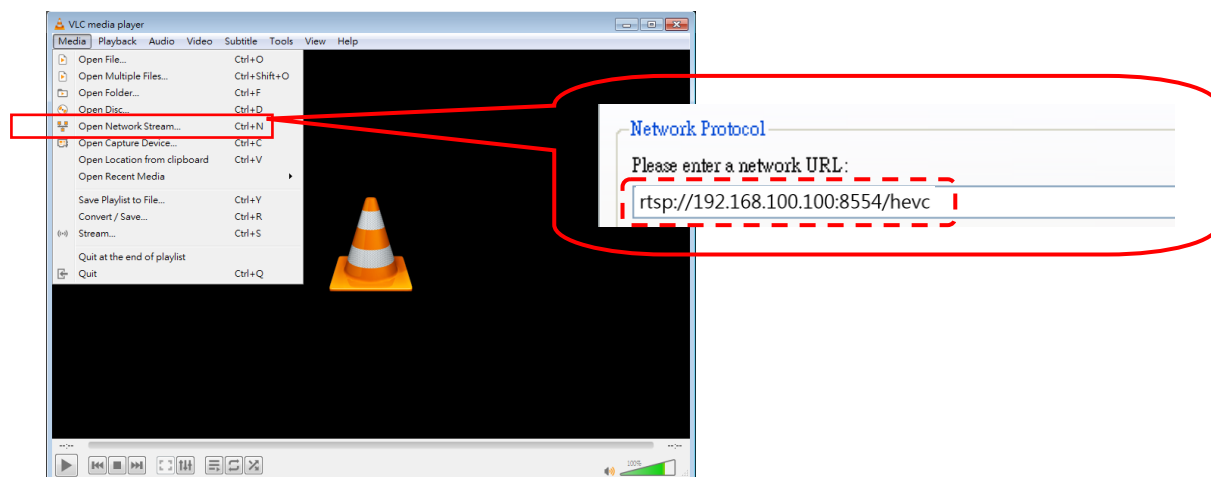 VLC media player
Media Playback Audio Video Subtitle Tools View Help
Open File... Ctrl+O
Open Multiple Files... Ctrl+Shift+O
Open Folder... Ctrl+F
Open Disc... Ctrl+D
Open Network Stream... Ctrl+N
Open Capture Device... Ctrl+C
Open Location from clipboard Ctrl+V
Open Recent Media
Save Playlist to File... Ctrl+Y
Convert / Save... Ctrl+R
Stream... Ctrl+S
Quit at the end of playlist
Quit Ctrl+Q
Network Protocol
Please enter a network URL:
rtsp://192.168.100.100:8554/hevc
--:-- --:--
100%